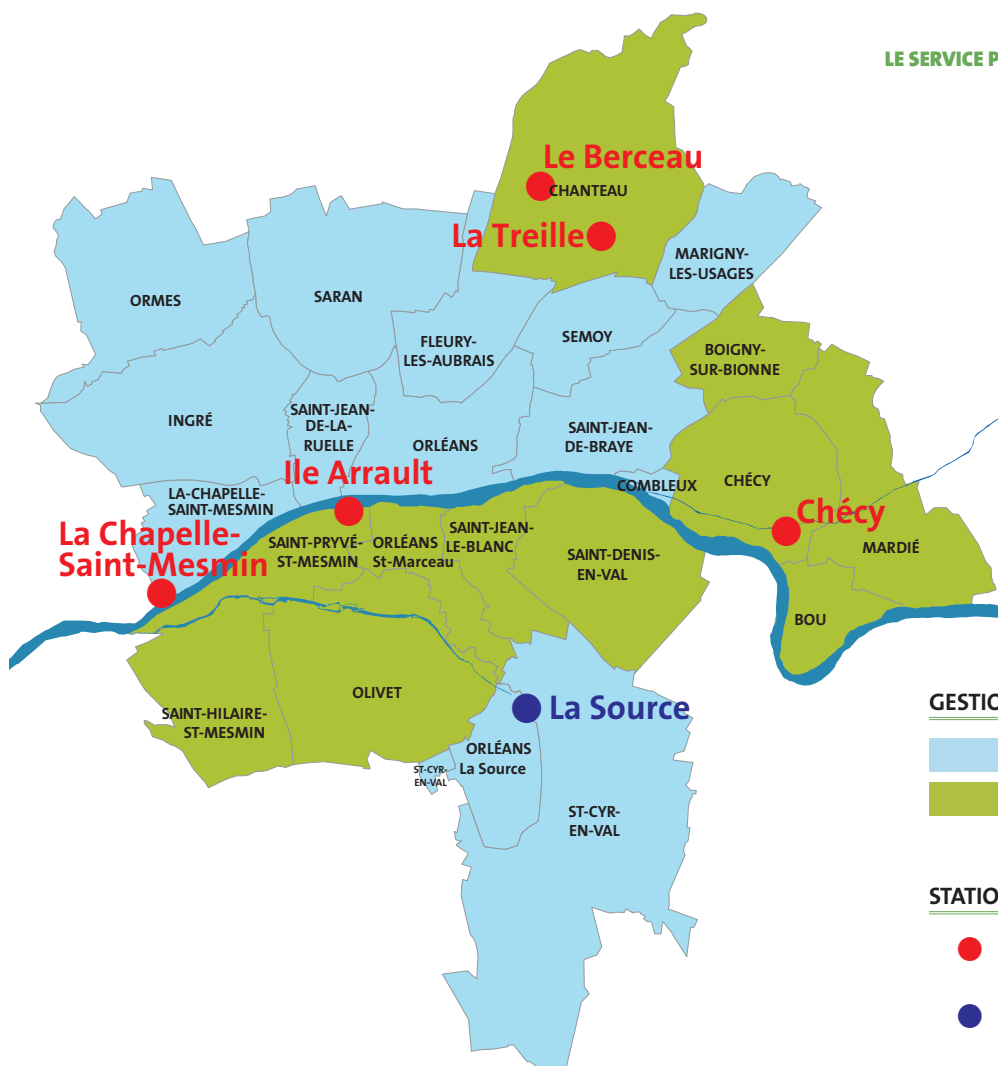 LE SERVICE P
Le Berceau
CHANTEAU
La Treille
MARIGNY-
LES-USAGES
ORMES
SARAN
SEMOY
FLEURY-
LES-AUBRAIS
BOIGNY-
SUR-BIONNE
INGRÉ
SAINT-JEAN-
DE-LA-
RUELLE
ORLÉANS
SAINT-JEAN-
DE-BRAYE
Ile Arrault
COMBLEUX
CHÉCY
LA-CHAPELLE-
SAINT-MESMIN
Chécy
La Chapelle-
Saint-Mesmin
SAINT-PRYVÉ-
ST-MESMIN
ORLÉANS
St-Marceau
SAINT-JEAN-
LE-BLANC
SAINT-DENIS-
EN-VAL
MARDIÉ
BOU
OLIVET
SAINT-HILAIRE-
ST-MESMIN
La Source
GESTIO
ORLÉANS
La Source
ST-CYR-
EN-VAL
ST-CYR-
EN-VAL
STATIO